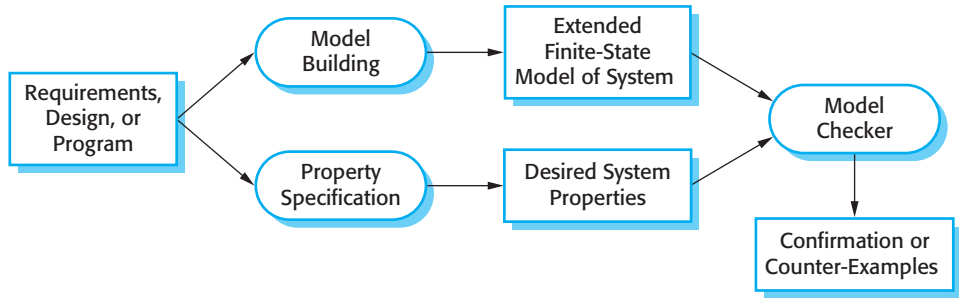 Requirements,
Design, or
Program
Model
Building
Extended
Finite-State
Model of System
Property
Specification
Desired System
Properties
Model
Checker
Confirmation or
Counter-Examples